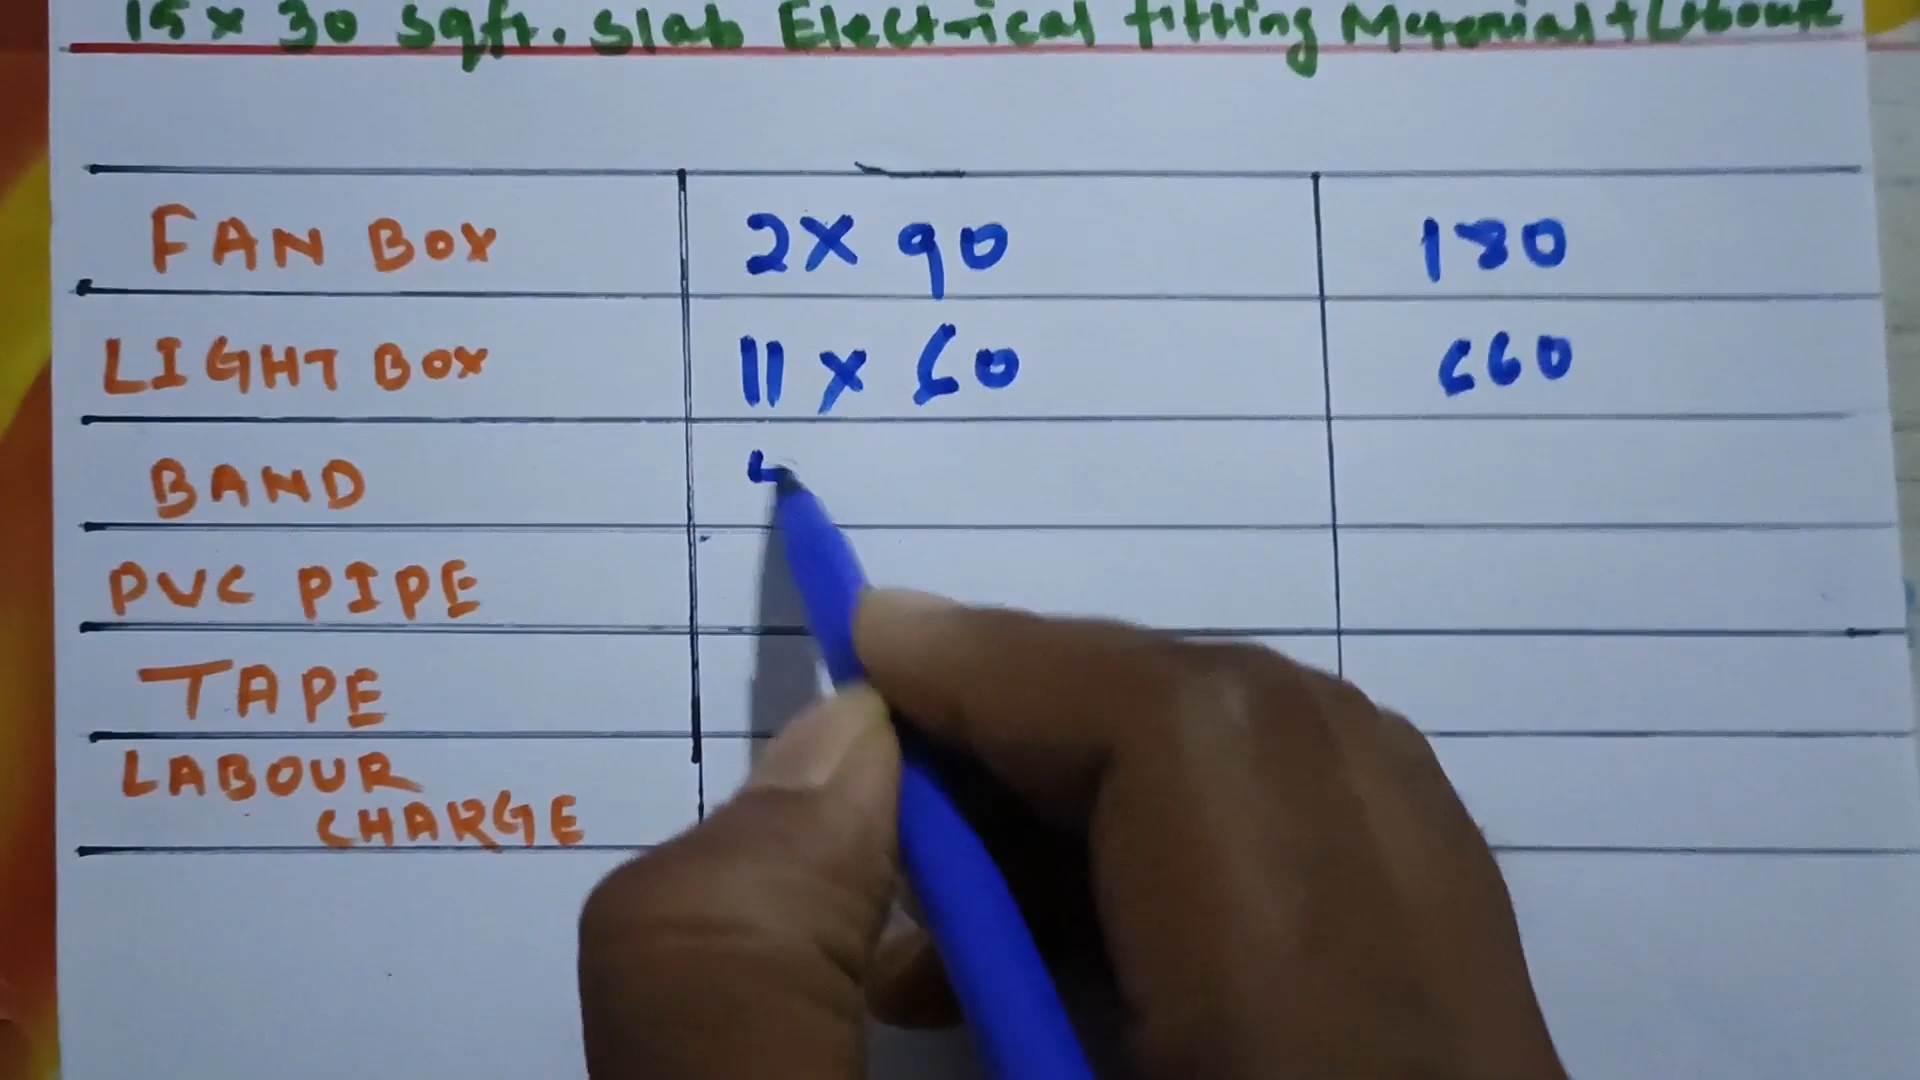 15 x 30 Sqft. Slab Electrical fitting Material + Labour
FAN BOX 2 X 90 180
LIGHT BOX 11 x 60 660
BAND
PVC PIPE
TAPE
LABOUR
CHARGE